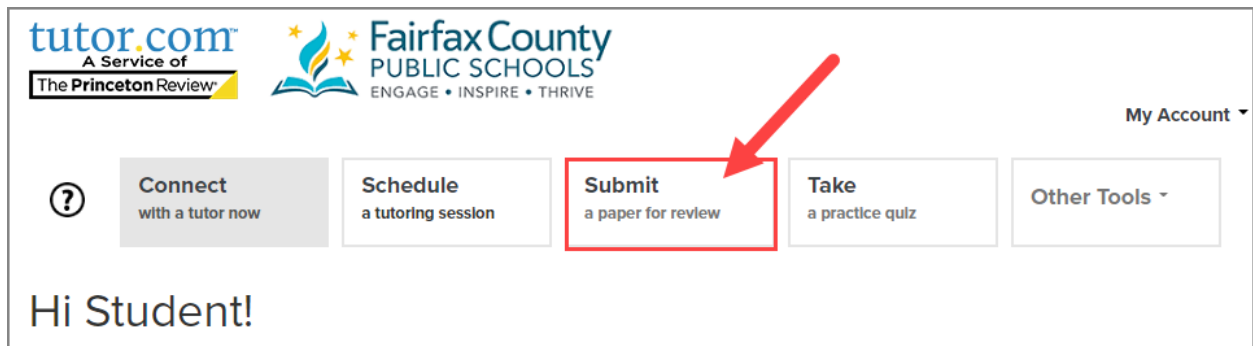 tutor.com™
A Service of
The Princeton Review
Fairfax County
PUBLIC SCHOOLS
ENGAGE • INSPIRE • THRIVE
My Account
?
Connect
with a tutor now
Schedule
a tutoring session
Submit
a paper for review
Take
a practice quiz
Other Tools
Hi Student!